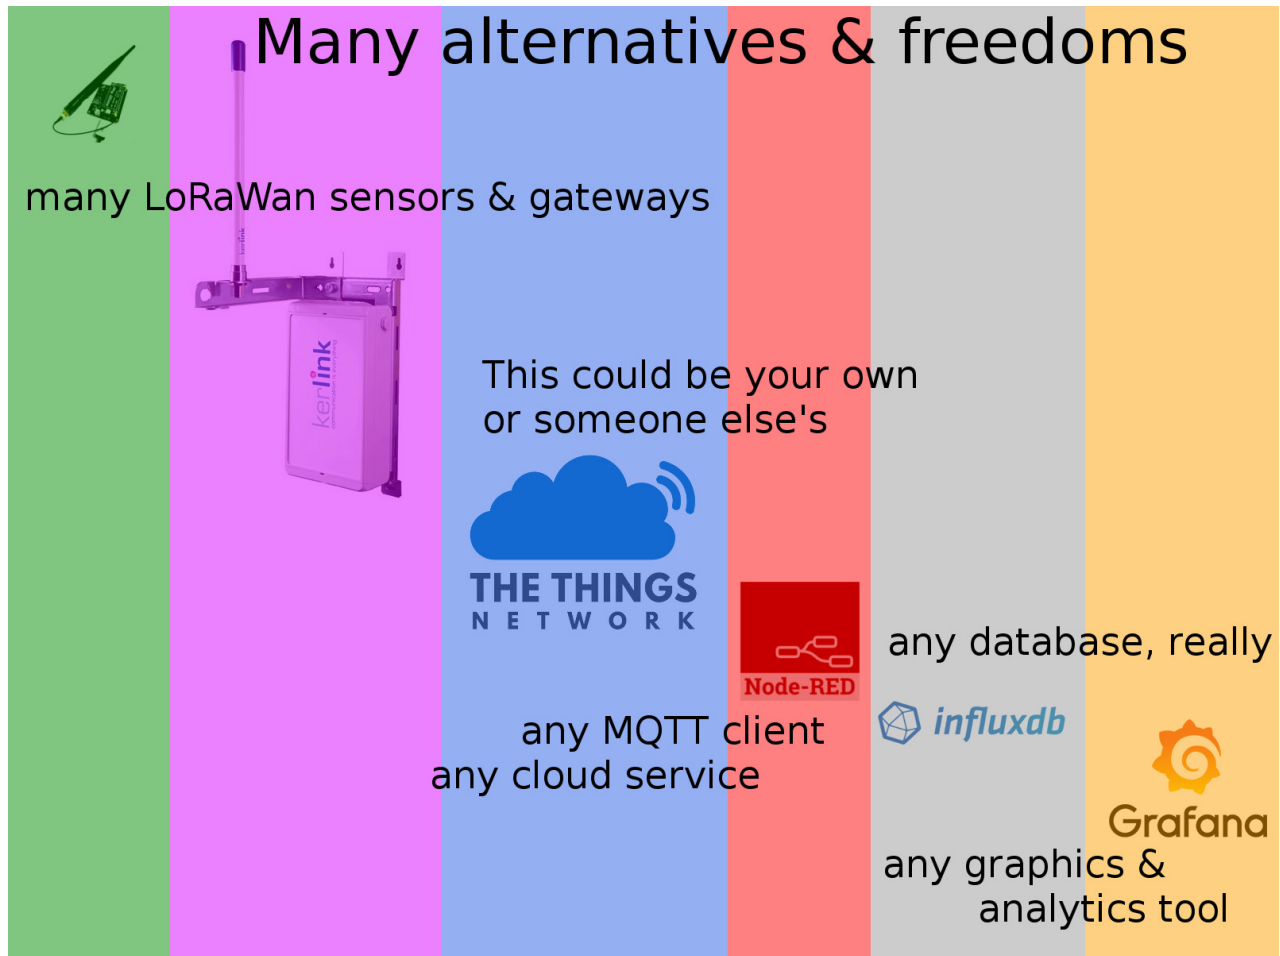 Many alternatives & freedoms
many LoRaWan sensors & gateways
kerlink
This could be your own
or someone else's
THE THINGS
NETWORK
Node-RED
any database, really
influxdb
any MQTT client
any cloud service
Grafana
any graphics &
analytics tool